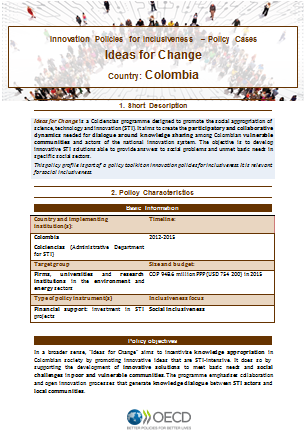 Innovation Policies for Inclusiveness – Policy Cases
Ideas for Change
Country: Colombia
1. Short Description
Ideas for Change is a Colciencias programme designed to promote the social appropriation of
science, technology and innovation (STI). It aims to create the participatory and collaborative
dynamics needed for dialogue around knowledge sharing among Colombian vulnerable
communities and actors of the national innovation system. The objective is to develop
innovative STI solutions able to provide answers to social problems and unmet basic needs in
specific social sectors.
This policy profile is part of a policy toolkit on innovation policies for inclusiveness. It is relevant
for social inclusiveness.
2. Policy Characteristics
Basic Information
Country and implementing
institution(s):
Timeline:
Colombia
Colciencias (Administrative Department
for STI)
2012-2015
Target group
Size and budget
Firms, universities and research
institutions in the environment and
energy sectors
COP 948.6 million PPP (USD 754 200) in 2015
Type of policy instrument(s)
Inclusiveness focus
Financial support: investment in STI
projects
Social inclusiveness
Policy objectives
In a broader sense, "Ideas for Change" aims to incentivise knowledge appropriation in
Colombian society by promoting innovative ideas that are STI-intensive. It does so by
supporting the development of innovative solutions to meet basic needs and social
challenges in poor and vulnerable communities. The programme emphasises collaboration
and open innovation processes that generate knowledge dialogue between STI actors and
local communities.
OECD
BETTER POLICIES FOR BETTER LIVES